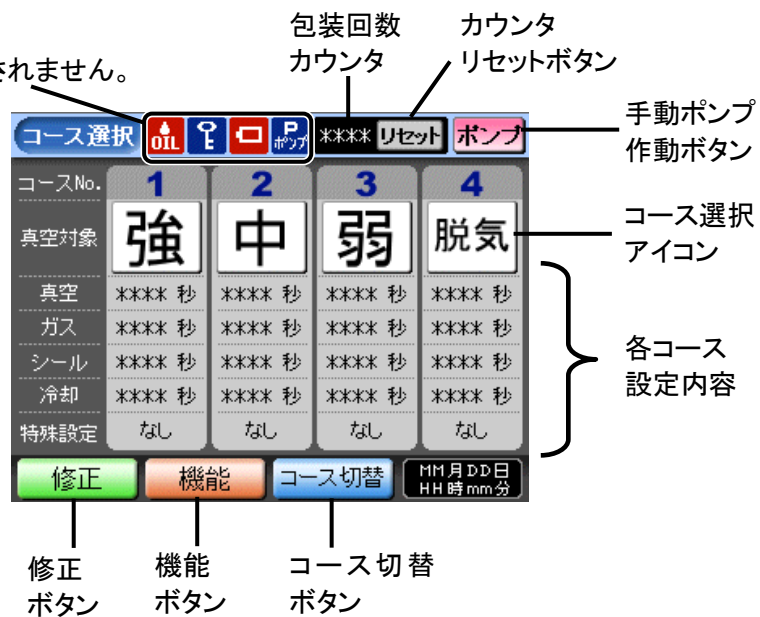 包装回数
カウンタ
カウンタ
リセットボタン
されません。
手動ポンプ
作動ボタン
コース選択 OIL P ポンプ **** リセット ポンプ
コースNo. 1 2 3 4
真空対象 強 中 弱 脱気
コース選択
アイコン
真空 **** 秒 **** 秒 **** 秒 **** 秒
ガス **** 秒 **** 秒 **** 秒 **** 秒
シール **** 秒 **** 秒 **** 秒 **** 秒
冷却 **** 秒 **** 秒 **** 秒 **** 秒
特殊設定 なし なし なし なし
各コース
設定内容
修正 機能 コース切替 MM月DD日
HH時mm分
修正
ボタン
機能
ボタン
コース切替
ボタン